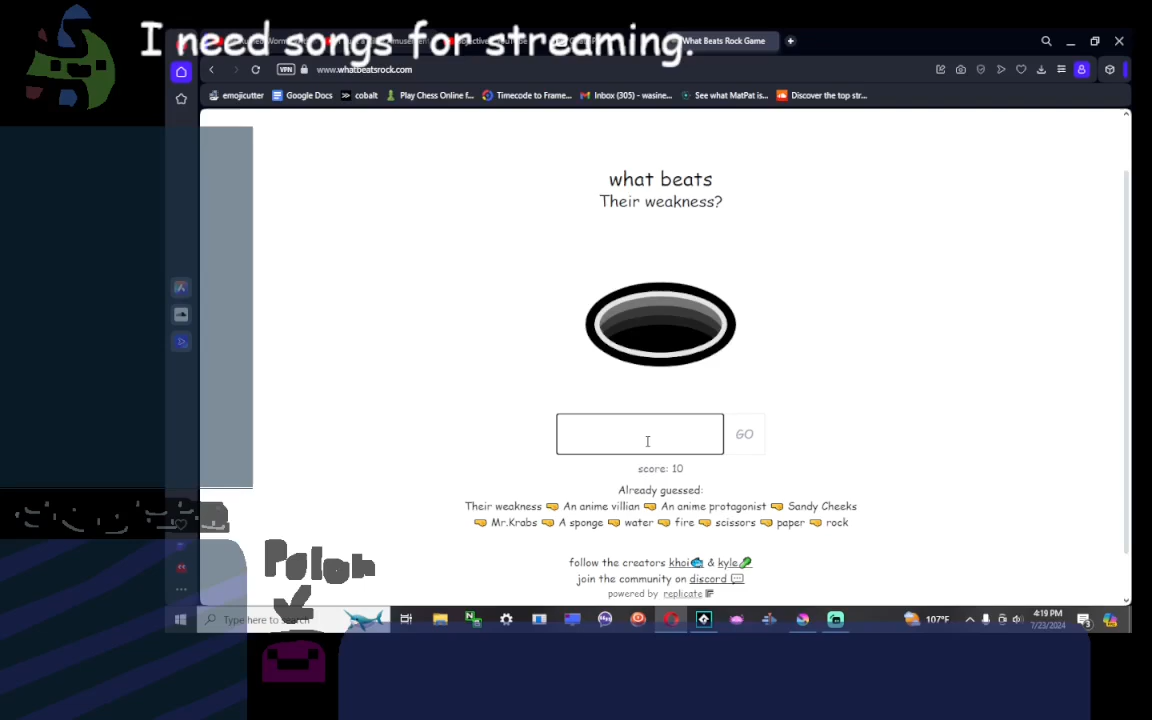 I need songs for streaming.
What Beats Rock Game
VPN www.whatbeatsrock.com
emojicutter Google Docs cobalt Play Chess Online f... Timecode to Frame... Inbox (305) - wasine... See what MatPat is... Discover the top str...
what beats
Their weakness?
GO
score: 10
Already guessed:
Their weakness 🤜 An anime villian 🤜 An anime protagonist 🤜 Sandy Cheeks
🤜 Mr.Krabs 🤜 A sponge 🤜 water 🤜 fire 🤜 scissors 🤜 paper 🤜 rock
follow the creators khoi & kyle
join the community on discord
powered by replicate
Poloh
Type here to search
107°F
4:19 PM
7/23/2024